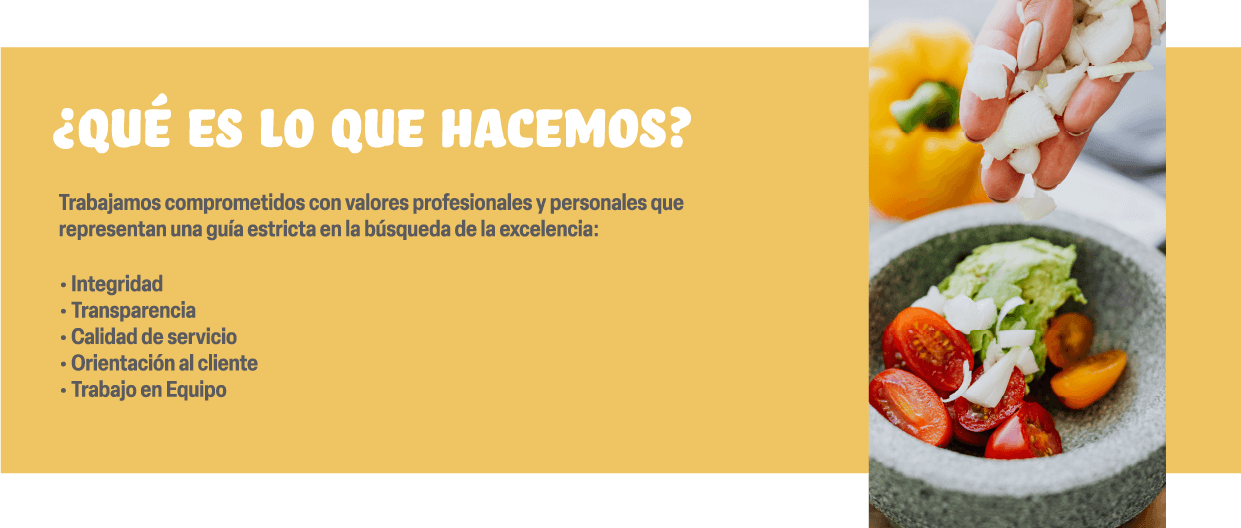 ¿QUÉ ES LO QUE HACEMOS?
Trabajamos comprometidos con valores profesionales y personales que
representan una guía estricta en la búsqueda de la excelencia:
• Integridad
• Transparencia
• Calidad de servicio
• Orientación al cliente
• Trabajo en Equipo